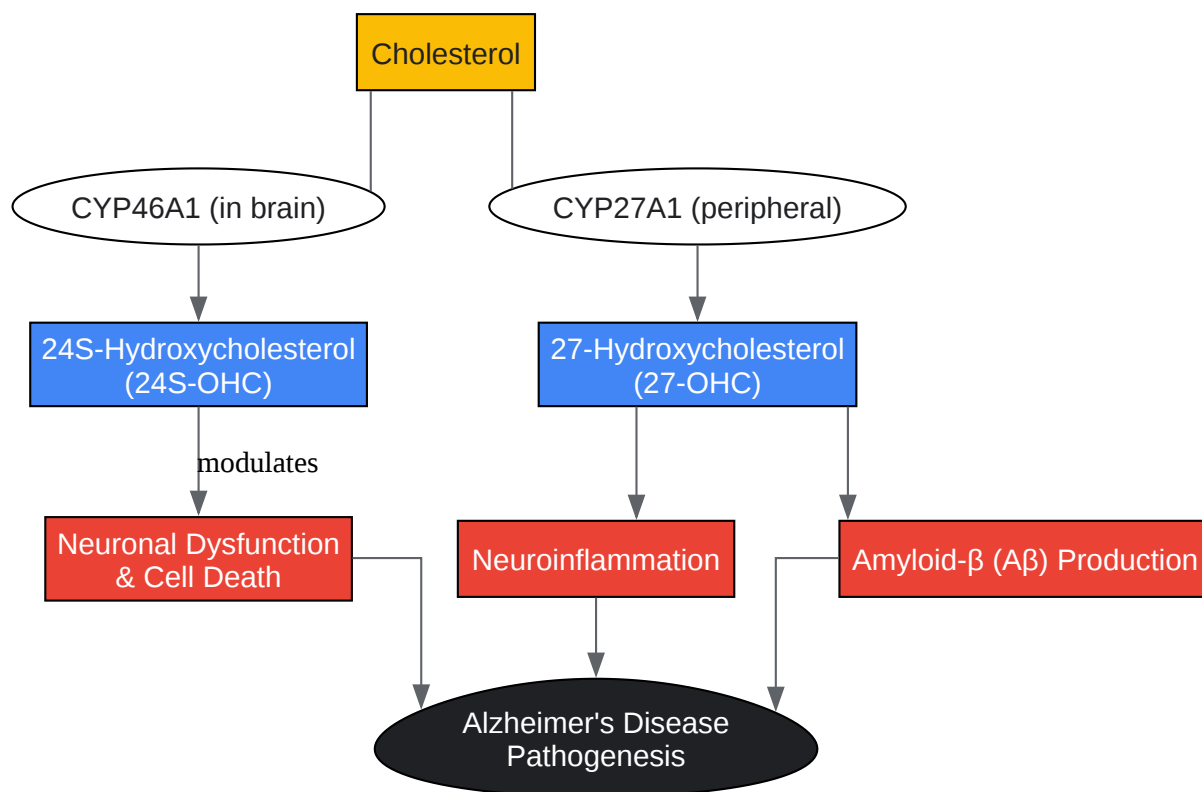 Cholesterol
CYP46A1 (in brain)
CYP27A1 (peripheral)
24S-Hydroxycholesterol
(24S-OHC)
27-Hydroxycholesterol
(27-OHC)
modulates
Neuronal Dysfunction
& Cell Death
Neuroinflammation
Amyloid-β (Aβ) Production
Alzheimer's Disease
Pathogenesis